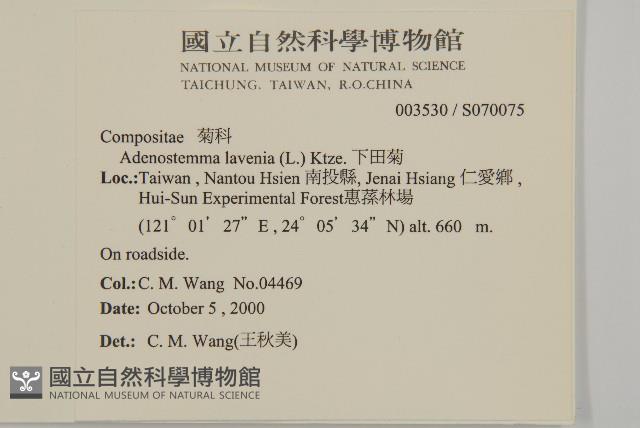 國立自然科學博物館
NATIONAL MUSEUM OF NATURAL SCIENCE
TAICHUNG. TAIWAN, R.O.CHINA
003530 / S070075
Compositae 菊科
Adenostemma lavenia (L.) Ktze. 下田菊
Loc.:Taiwan , Nantou Hsien 南投縣, Jenai Hsiang 仁愛鄉 ,
Hui-Sun Experimental Forest惠蓀林場
(121° 01' 27" E , 24° 05' 34" N) alt. 660 m.
On roadside.
Col.: C. M. Wang No.04469
Date: October 5 , 2000
Det.: C. M. Wang(王秋美)
國立自然科學博物館
NATIONAL MUSEUM OF NATURAL SCIENCE